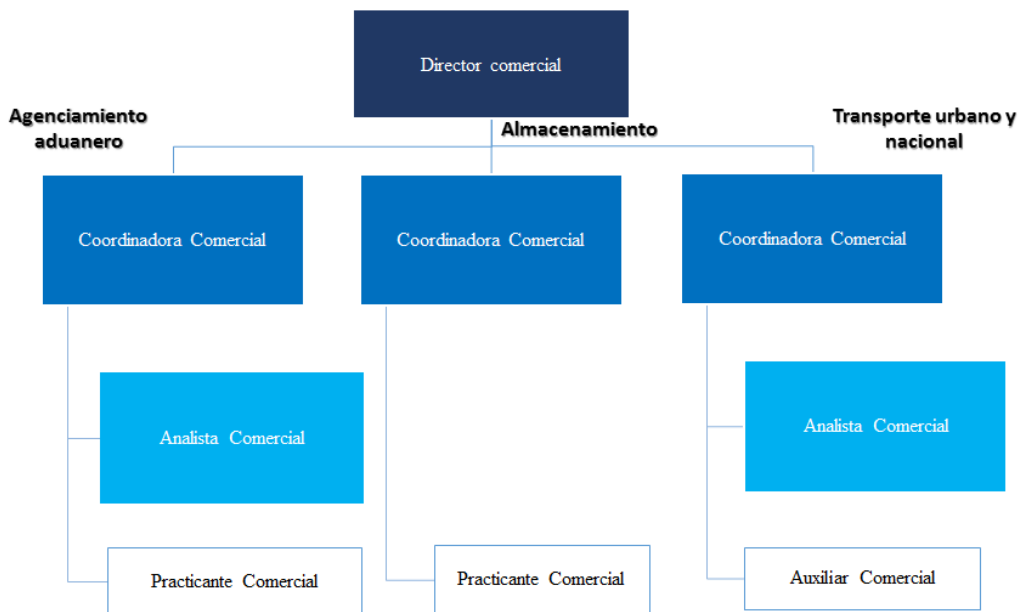 Director comercial
Agenciamiento
aduanero
Almacenamiento
Transporte urbano y
nacional
Coordinadora Comercial
Coordinadora Comercial
Coordinadora Comercial
Analista Comercial
Analista Comercial
Practicante Comercial
Practicante Comercial
Auxiliar Comercial